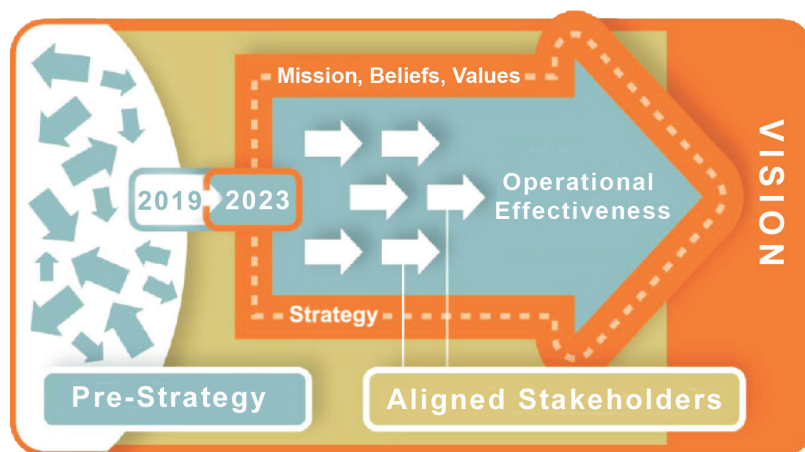 Mission, Beliefs, Values
VISION
2019
2023
Operational
Effectiveness
Strategy
Pre-Strategy
Aligned Stakeholders